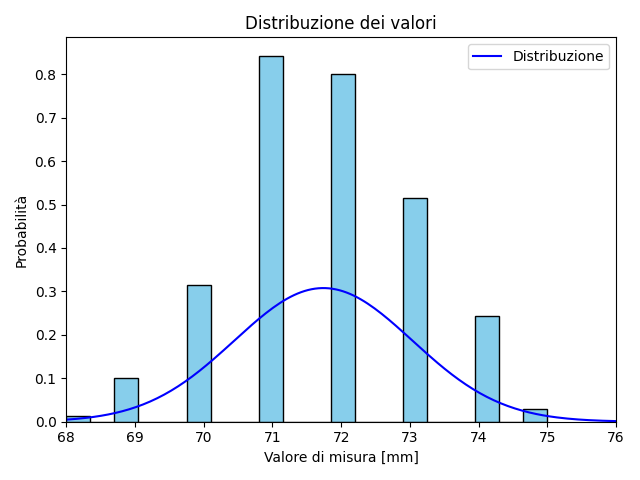 Distribuzione dei valori
Distribuzione
Probabilità
0.8
0.7
0.6
0.5
0.4
0.3
0.2
0.1
0.0
68 69 70 71 72 73 74 75 76
Valore di misura [mm]